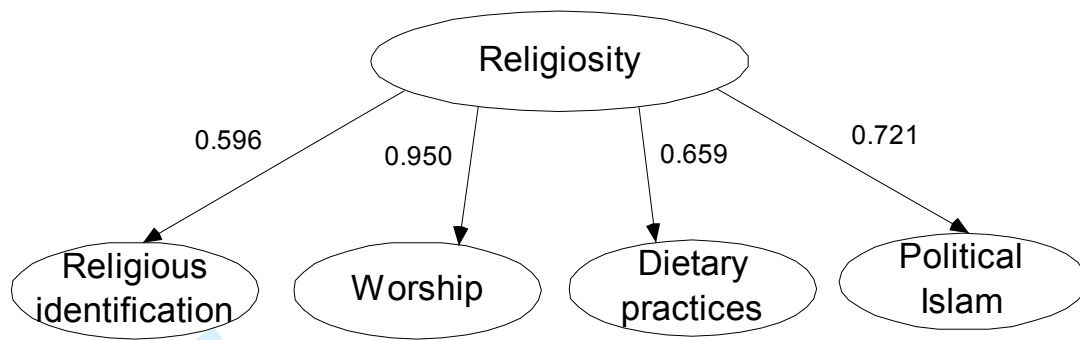 Religiosity
0.596
0.950
0.659
0.721
Religious
identification
Worship
Dietary
practices
Political
Islam